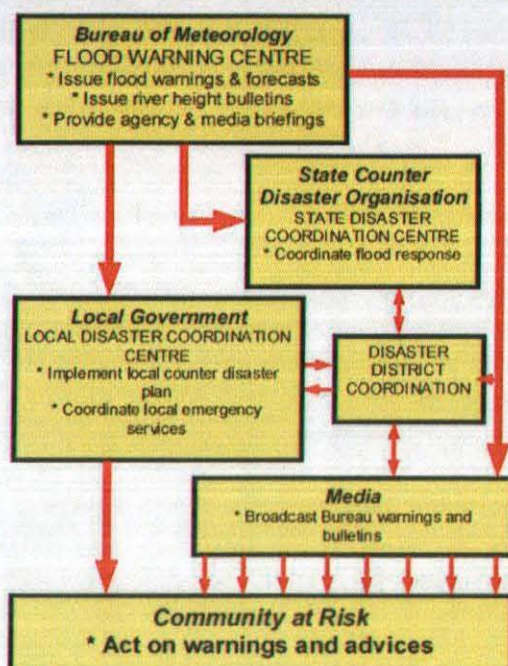 Bureau of Meteorology
FLOOD WARNING CENTRE
* Issue flood warnings & forecasts
* Issue river height bulletins
* Provide agency & media briefings
State Counter
Disaster Organisation
STATE DISASTER
COORDINATION CENTRE
* Coordinate flood response
Local Government
LOCAL DISASTER COORDINATION
CENTRE
* Implement local counter disaster
plan
* Coordinate local emergency
services
DISASTER
DISTRICT
COORDINATION
Media
* Broadcast Bureau warnings and
bulletins
Community at Risk
* Act on warnings and advices